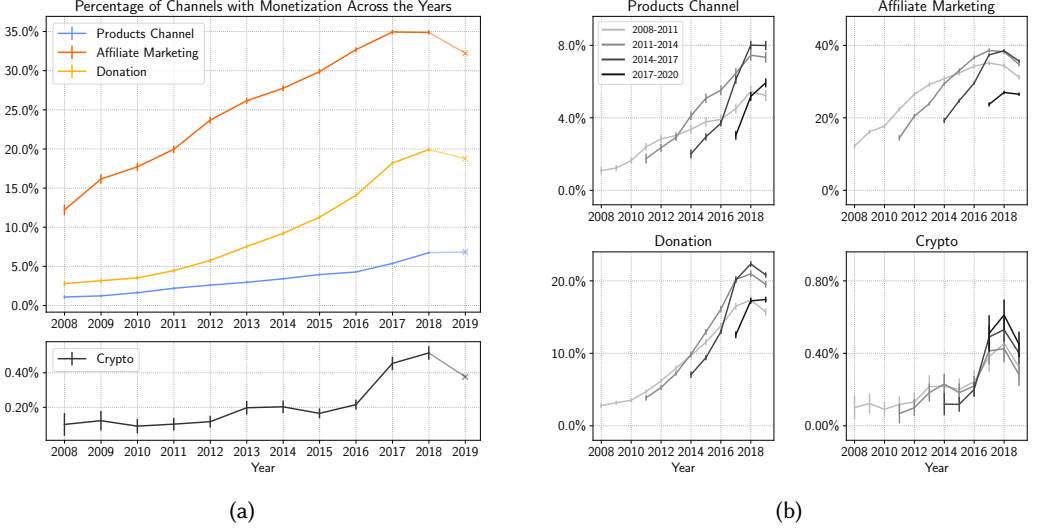 Percentage of Channels with Monetization Across the Years
35.0%
30.0%
25.0%
20.0%
15.0%
10.0%
5.0%
0.0%
Products Channel
Affiliate Marketing
Donation
2008 2009 2010 2011 2012 2013 2014 2015 2016 2017 2018 2019
0.40%
0.20%
Crypto
2008 2009 2010 2011 2012 2013 2014 2015 2016 2017 2018 2019
Year
(a)
Products Channel
8.0%
4.0%
0.0%
2008-2011
2011-2014
2014-2017
2017-2020
2008 2010 2012 2014 2016 2018
Affiliate Marketing
40%
20%
0%
2008 2010 2012 2014 2016 2018
Donation
20.0%
10.0%
0.0%
2008 2010 2012 2014 2016 2018
Year
Crypto
0.80%
0.40%
0.00%
2008 2010 2012 2014 2016 2018
Year
(b)